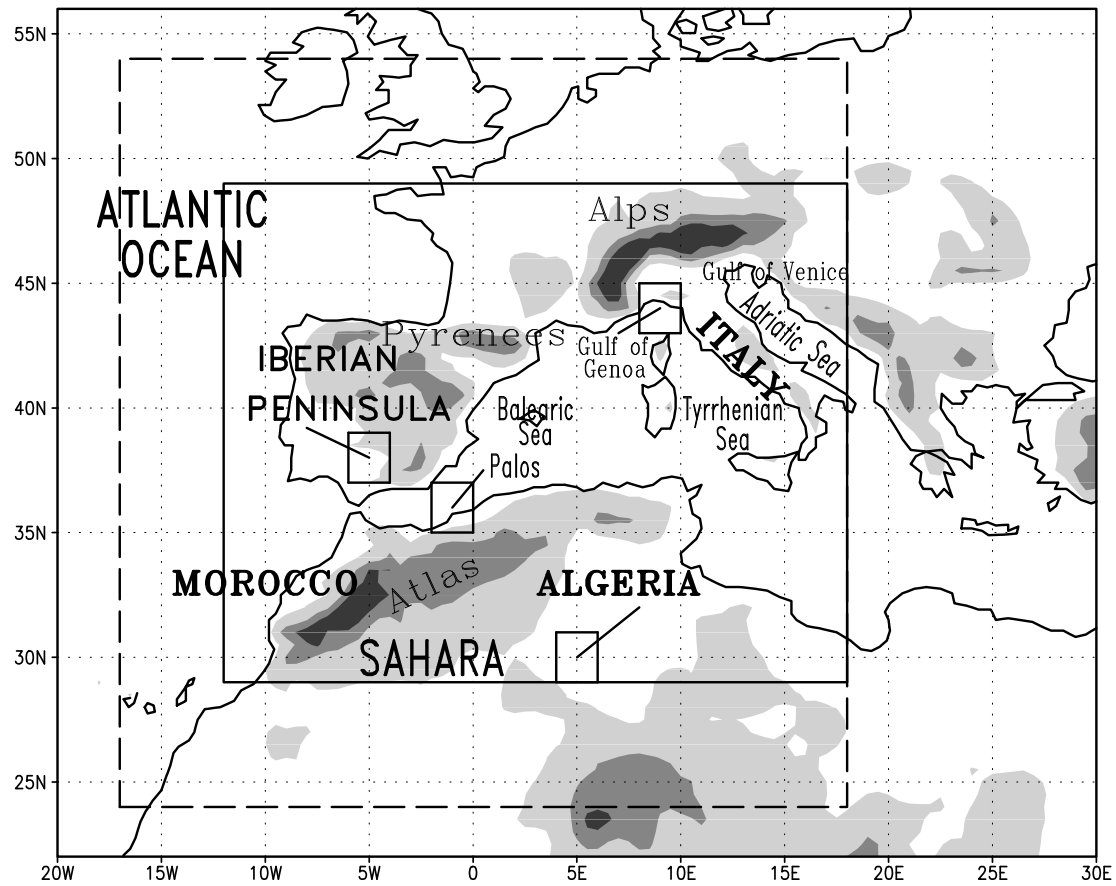 55N
50N
ATLANTIC
OCEAN
Alps
Gulf of Venice
45N
Adriatic Sea
Pyrenees
ITALY
Gulf of
Genoa
IBERIAN
PENINSULA
40N
Balearic
Sea
Tyrrhenian
Sea
Palos
35N
MOROCCO
Atlas
ALGERIA
SAHARA
30N
25N
20W 15W 10W 5W 0 5E 10E 15E 20E 25E 30E